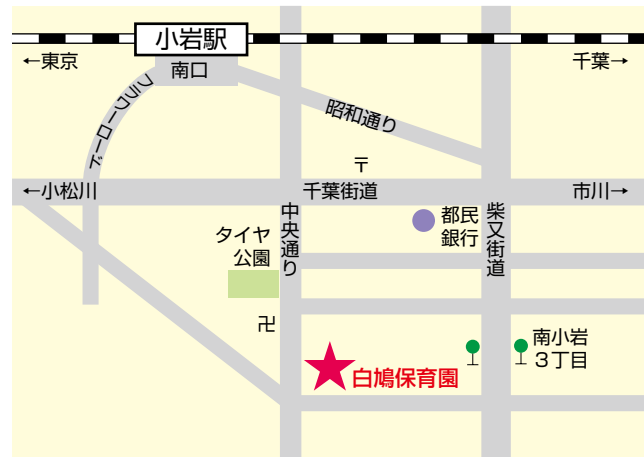 小岩駅
←東京
南口
千葉→
フラワーロード
昭和通り
〒
←小松川
千葉街道
市川→
中央通り
都民
銀行
柴又街道
タイヤ
公園
卍
南小岩
3丁目
白鳩保育園